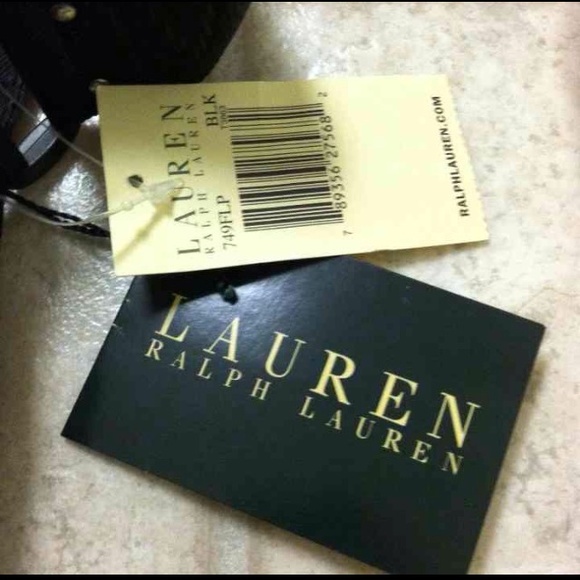 LAUREN
RALPH LAUREN
749FLP BLK
7 89356 27568 2
RALPHLAUREN.COM
LAUREN
RALPH LAUREN